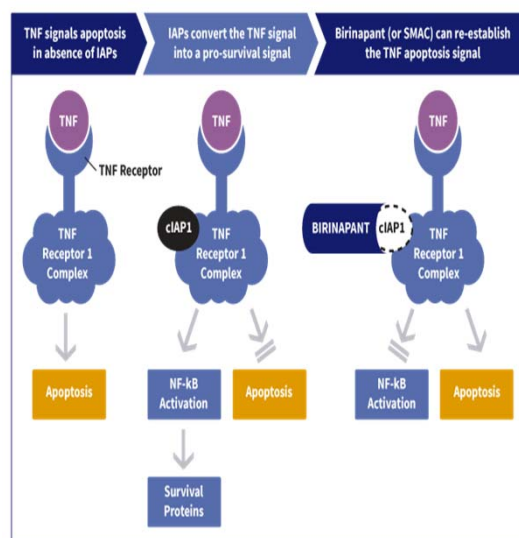 TNF signals apoptosis
in absence of IAPs
IAPs convert the TNF signal
into a pro-survival signal
Birinapant (or SMAC) can re-establish
the TNF apoptosis signal
TNF
TNF Receptor
TNF
Receptor 1
Complex
Apoptosis
TNF
cIAP1
TNF
Receptor 1
Complex
NF-kB
Activation
Apoptosis
Survival
Proteins
TNF
BIRINAPANT
cIAP1
TNF
Receptor 1
Complex
NF-kB
Activation
Apoptosis